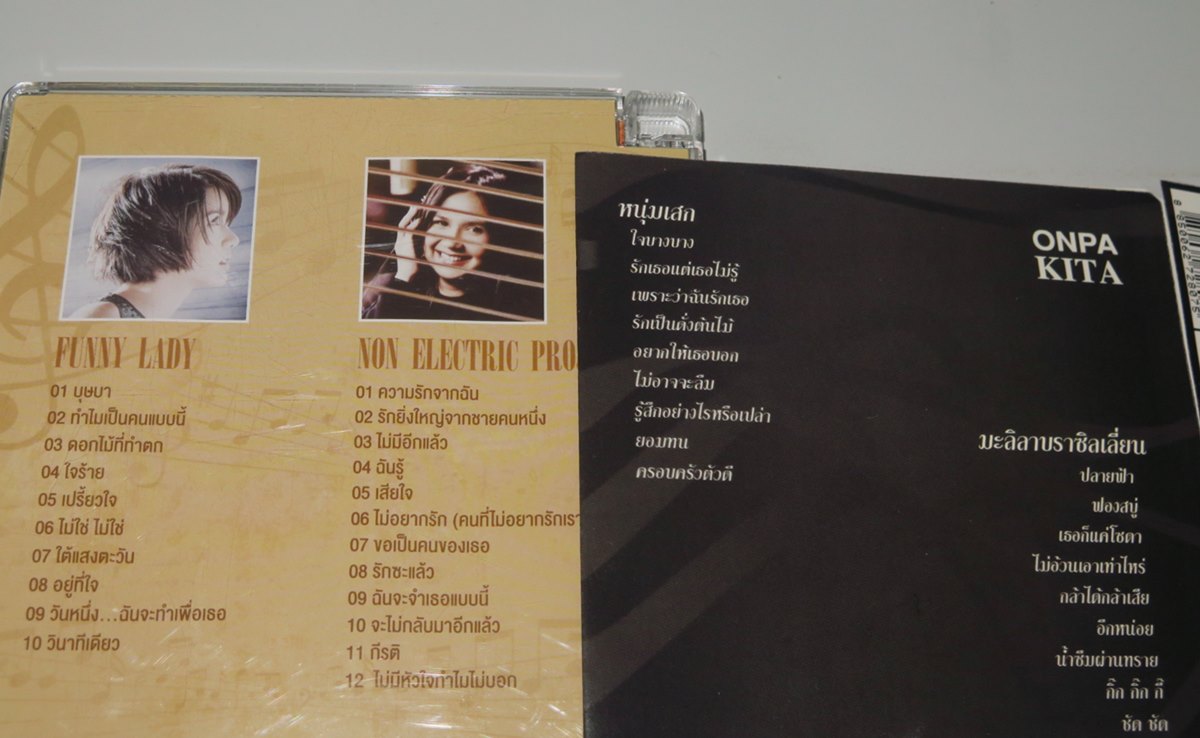 FUNNY LADY
01 บุษบา
02 ทำไมเป็นคนแบบนี้
03 ดอกไม้ที่ทำตก
04 ใจร้าย
05 เปรี้ยวใจ
06 ไม่ใช่ ไม่ใช่
07 ใต้แสงตะวัน
08 อยู่ที่ใจ
09 วันหนึ่ง...ฉันจะทำเพื่อเธอ
10 วินาทีเดียว
NON ELECTRIC PRO
01 ความรักจากฉัน
02 รักยิ่งใหญ่จากชายคนหนึ่ง
03 ไม่มีอีกแล้ว
04 ฉันรู้
05 เสียใจ
06 ไม่อยากรัก (คนที่ไม่อยากรักเรา
07 ขอเป็นคนของเธอ
08 รักซะแล้ว
09 ฉันจะจำเธอแบบนี้
10 จะไม่กลับมาอีกแล้ว
11 กีรติ
12 ไม่มีหัวใจทำไมไม่บอก
หนุ่มเสก
ใจบางบาง
รักเธอแต่เธอไม่รู้
เพราะว่าฉันรักเธอ
รักเป็นดั่งต้นไม้
อยากให้เธอบอก
ไม่อาจจะลืม
รู้สึกอย่างไรหรือเปล่า
ยอมทน
ครอบครัวตัวดี
ONPA
KITA
มะลิลาบราซิลเลี่ยน
ปลายฟ้า
ฟองสบู่
เธอก็แค่โซดา
ไม่อ้วนเอาเท่าไหร่
กล้าได้กล้าเสีย
อีกหน่อย
น้ำซึมผ่านทราย
กิ๊ก กิ๊ก กี๊
ชัด ชัด